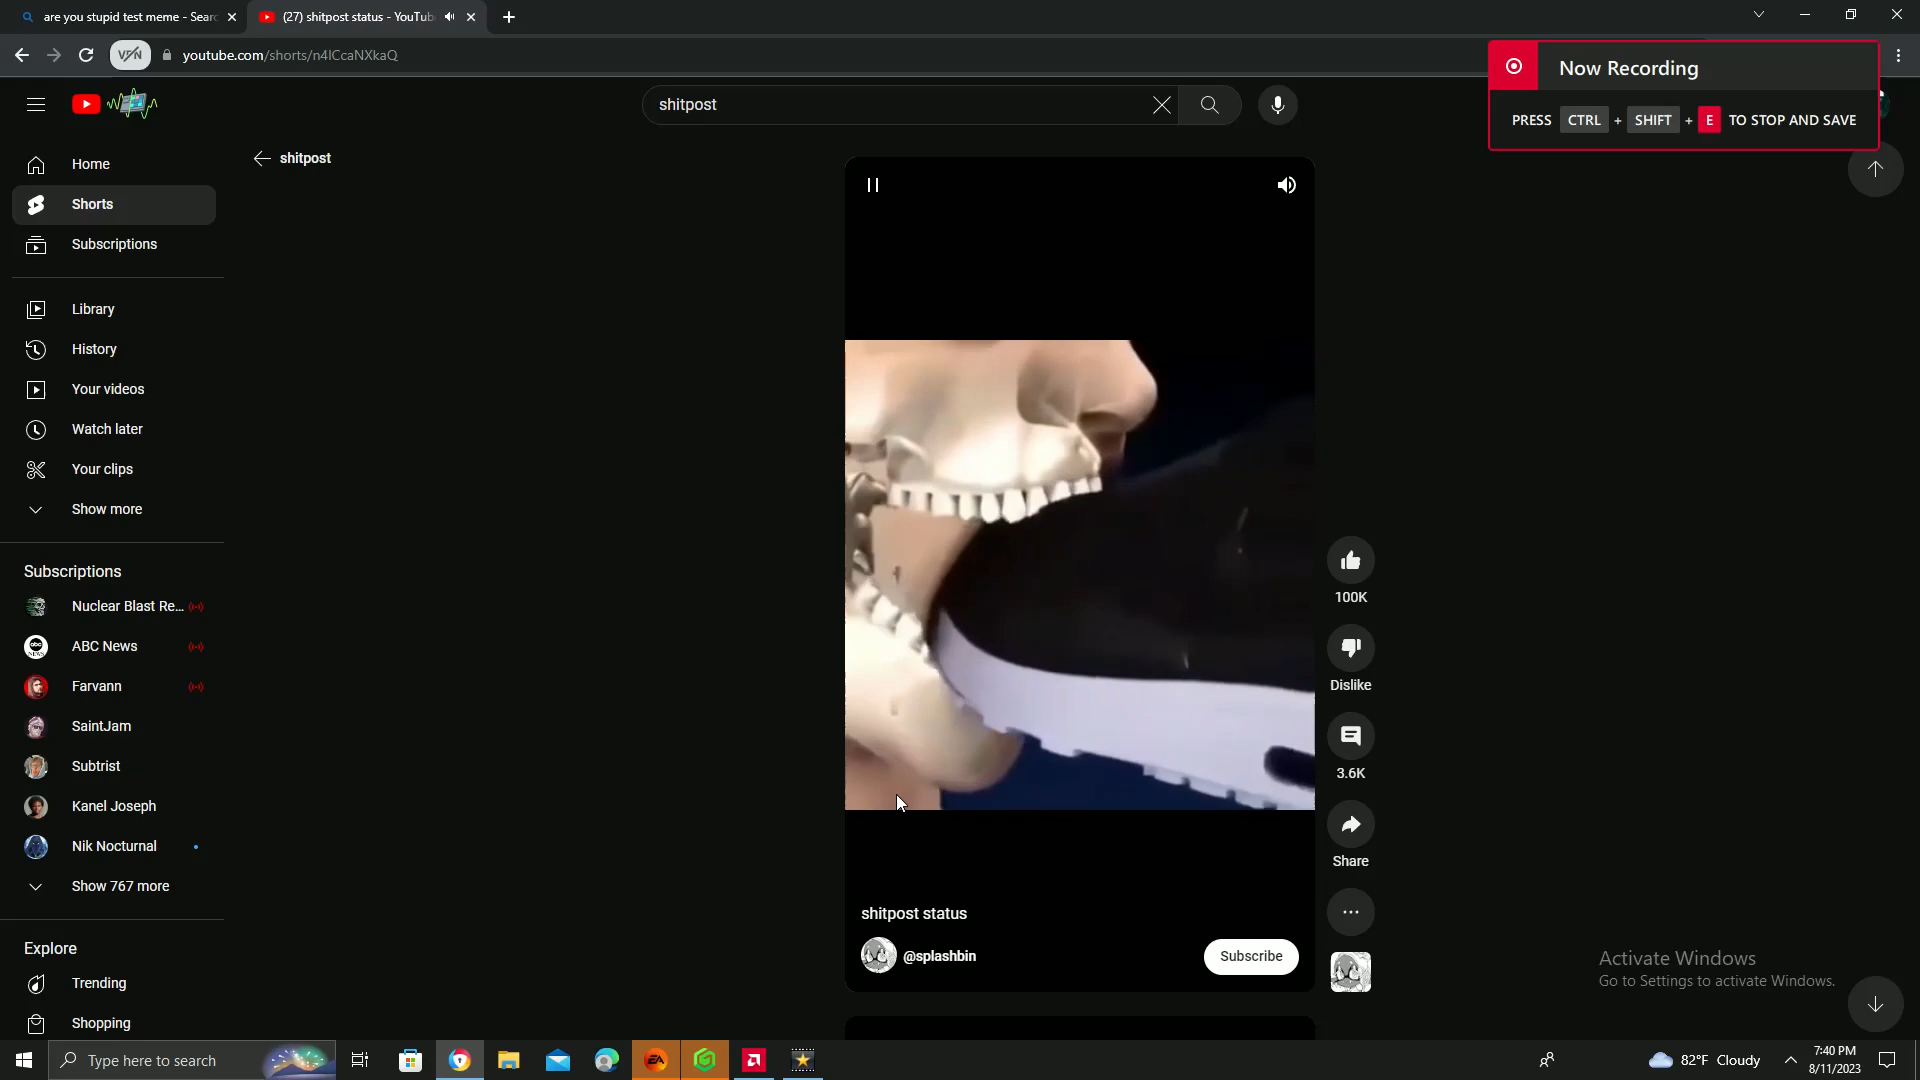 are you stupid test meme - Searc
(27) shitpost status - YouTub
VPN
youtube.com/shorts/n4lCcaNXkaQ
Now Recording
PRESS CTRL + SHIFT + E TO STOP AND SAVE
shitpost
Home
shitpost
Shorts
Subscriptions
Library
History
Your videos
Watch later
Your clips
Show more
Subscriptions
Nuclear Blast Re...
ABC News
Farvann
SaintJam
Subtrist
Kanel Joseph
Nik Nocturnal
Show 767 more
Explore
Trending
Shopping
100K
Dislike
3.6K
Share
shitpost status
@splashbin
Subscribe
Activate Windows
Go to Settings to activate Windows.
Type here to search
EA
82°F Cloudy
7:40 PM
8/11/2023